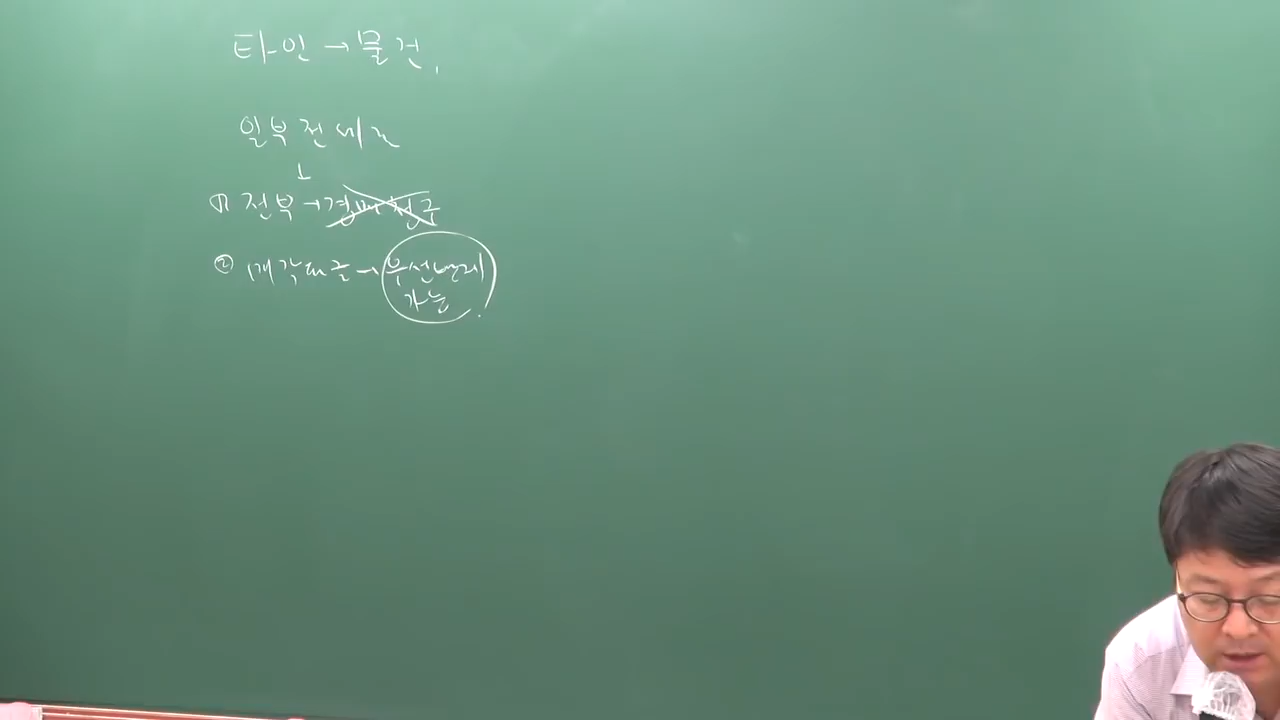 타인 → 물건,
일부 전세권
↓
① 전부 → 경매청구
② 매각대금 → 우선변제
가능